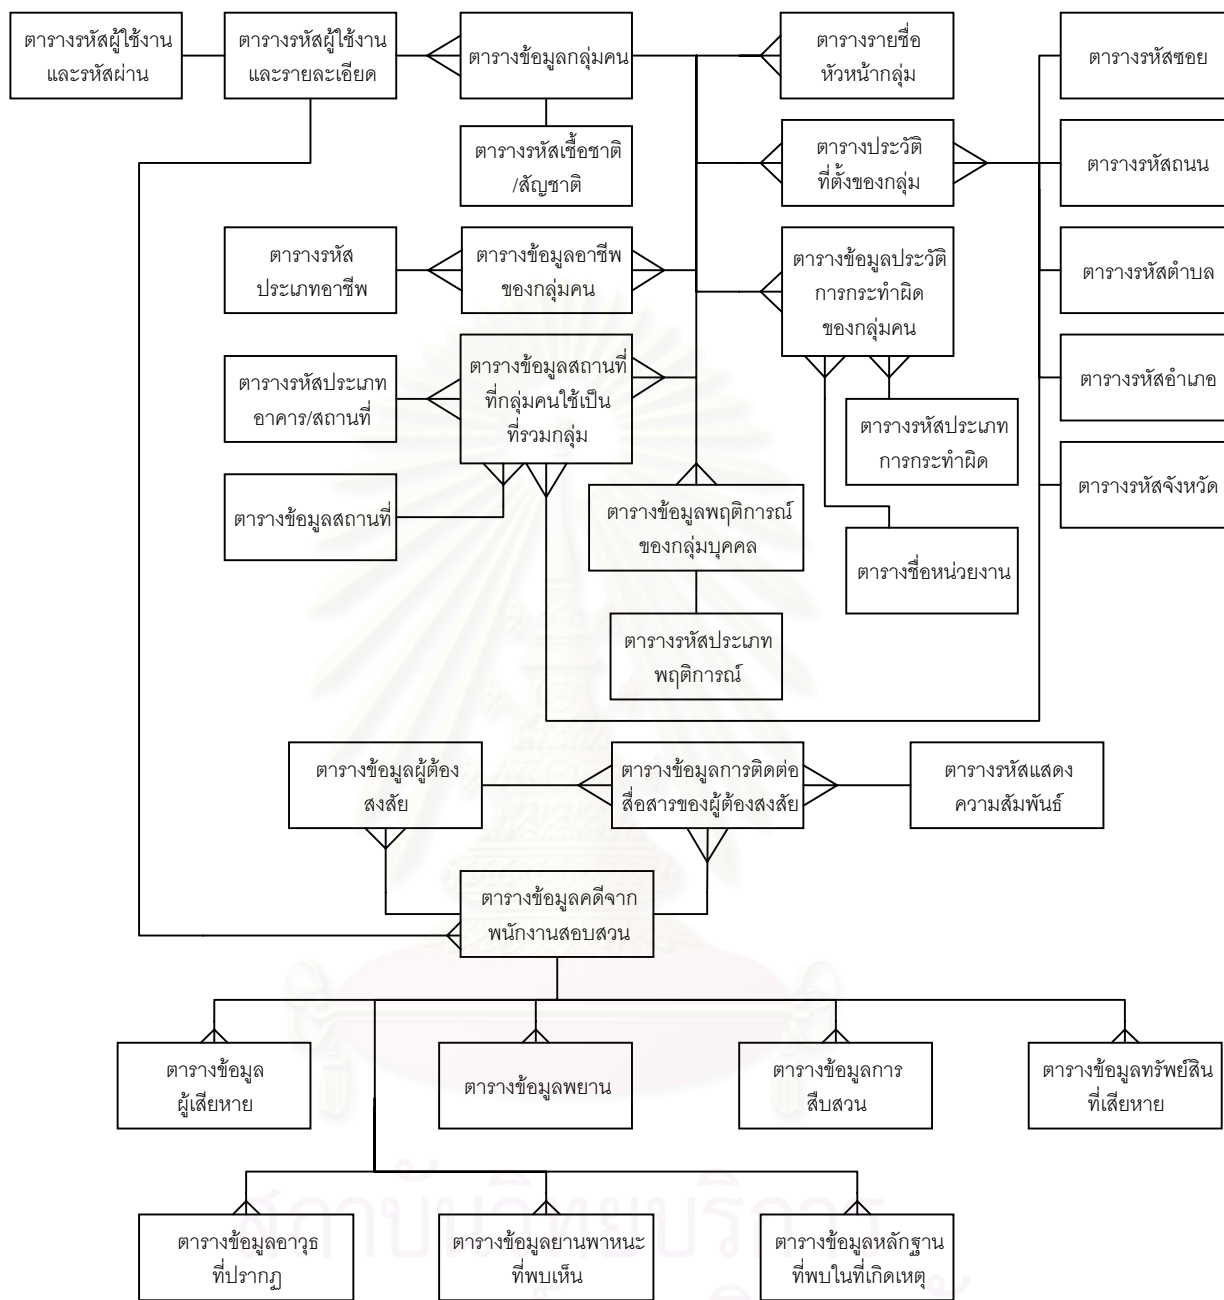 ตารางรหัสผู้ใช้งาน
และรหัสผ่าน
ตารางรหัสผู้ใช้งาน
และรายละเอียด
ตารางข้อมูลกลุ่มคน
ตารางรายชื่อ
หัวหน้ากลุ่ม
ตารางรหัสซอย
ตารางรหัสเชื้อชาติ
/สัญชาติ
ตารางประวัติ
ที่ตั้งของกลุ่ม
ตารางรหัสถนน
ตารางรหัส
ประเภทอาชีพ
ตารางข้อมูลอาชีพ
ของกลุ่มคน
ตารางข้อมูลประวัติ
การกระทำผิด
ของกลุ่มคน
ตารางรหัสตำบล
ตารางรหัสประเภท
อาคาร/สถานที่
ตารางข้อมูลสถานที่
ที่กลุ่มคนใช้เป็น
ที่รวมกลุ่ม
ตารางรหัสอำเภอ
ตารางรหัสประเภท
การกระทำผิด
ตารางรหัสจังหวัด
ตารางข้อมูลสถานที่
ตารางข้อมูลพฤติการณ์
ของกลุ่มบุคคล
ตารางชื่อหน่วยงาน
ตารางรหัสประเภท
พฤติการณ์
ตารางข้อมูลผู้ต้อง
สงสัย
ตารางข้อมูลการติดต่อ
สื่อสารของผู้ต้องสงสัย
ตารางรหัสแสดง
ความสัมพันธ์
ตารางข้อมูลคดีจาก
พนักงานสอบสวน
ตารางข้อมูล
ผู้เสียหาย
ตารางข้อมูลพยาน
ตารางข้อมูลการ
สืบสวน
ตารางข้อมูลทรัพย์สิน
ที่เสียหาย
สถาบันวิทยบริการ
ตารางข้อมูลอาวุธ
ที่ปรากฏ
ตารางข้อมูลยานพาหนะ
ที่พบเห็น
ตารางข้อมูลหลักฐาน
ที่พบในที่เกิดเหตุ